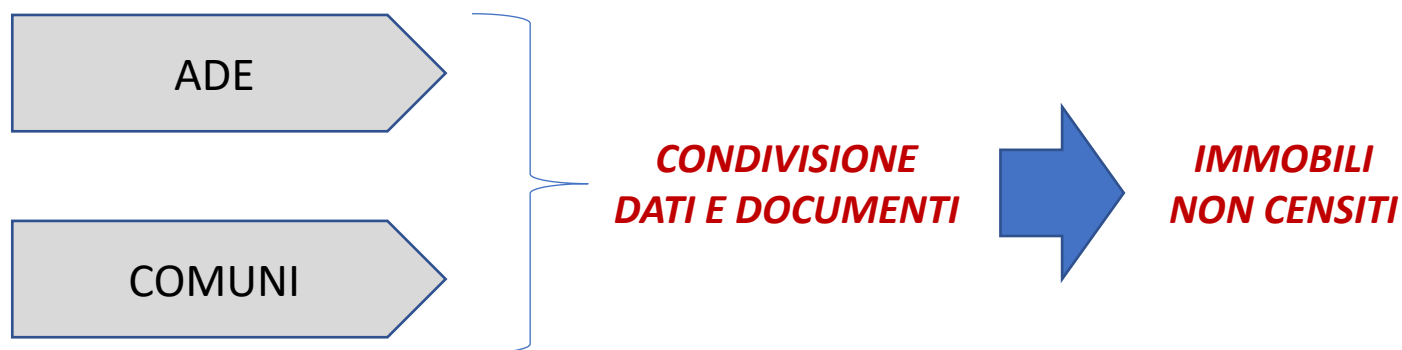 ADE
COMUNI
CONDIVISIONE
DATI E DOCUMENTI
IMMOBILI
NON CENSITI